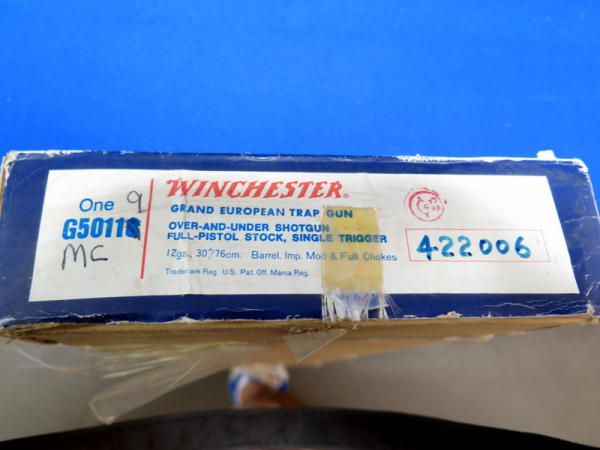 One 9
G50118
MC
WINCHESTER®
GRAND EUROPEAN TRAP GUN
OVER-AND-UNDER SHOTGUN
FULL-PISTOL STOCK, SINGLE TRIGGER
12ga. 30"/76cm. Barrel. Imp. Mod & Full Chokes
Trademark Reg. U.S. Pat. Off. Marca Reg.
422006